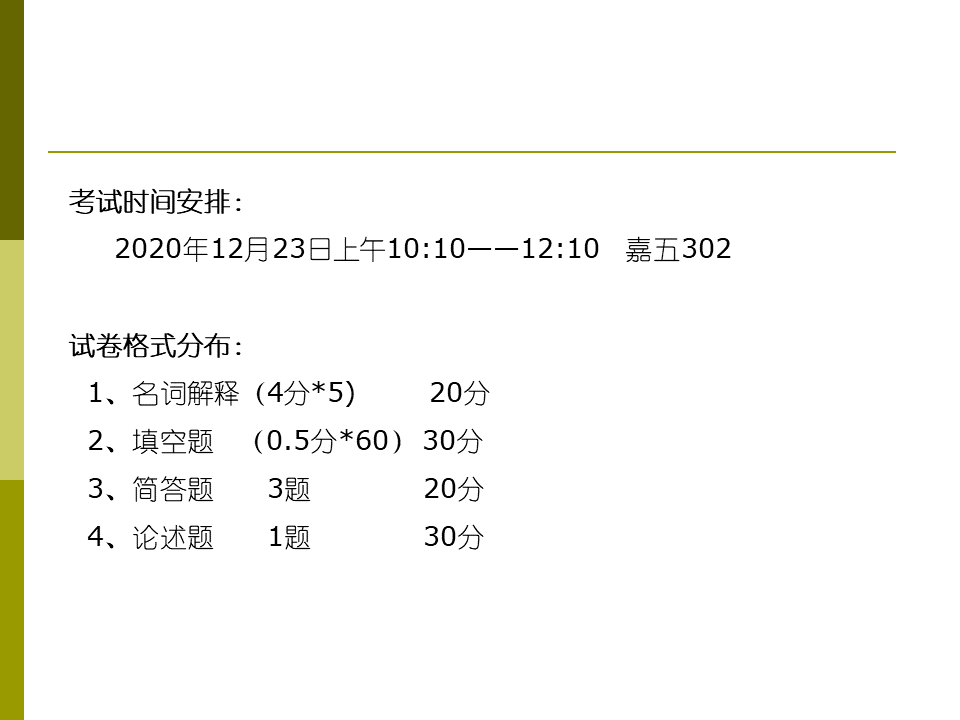 考试时间安排：
2020年12月23日上午10:10——12:10 嘉五302
试卷格式分布：
1、名词解释（4分*5) 20分
2、填空题 （0.5分*60） 30分
3、简答题 3题 20分
4、论述题 1题 30分